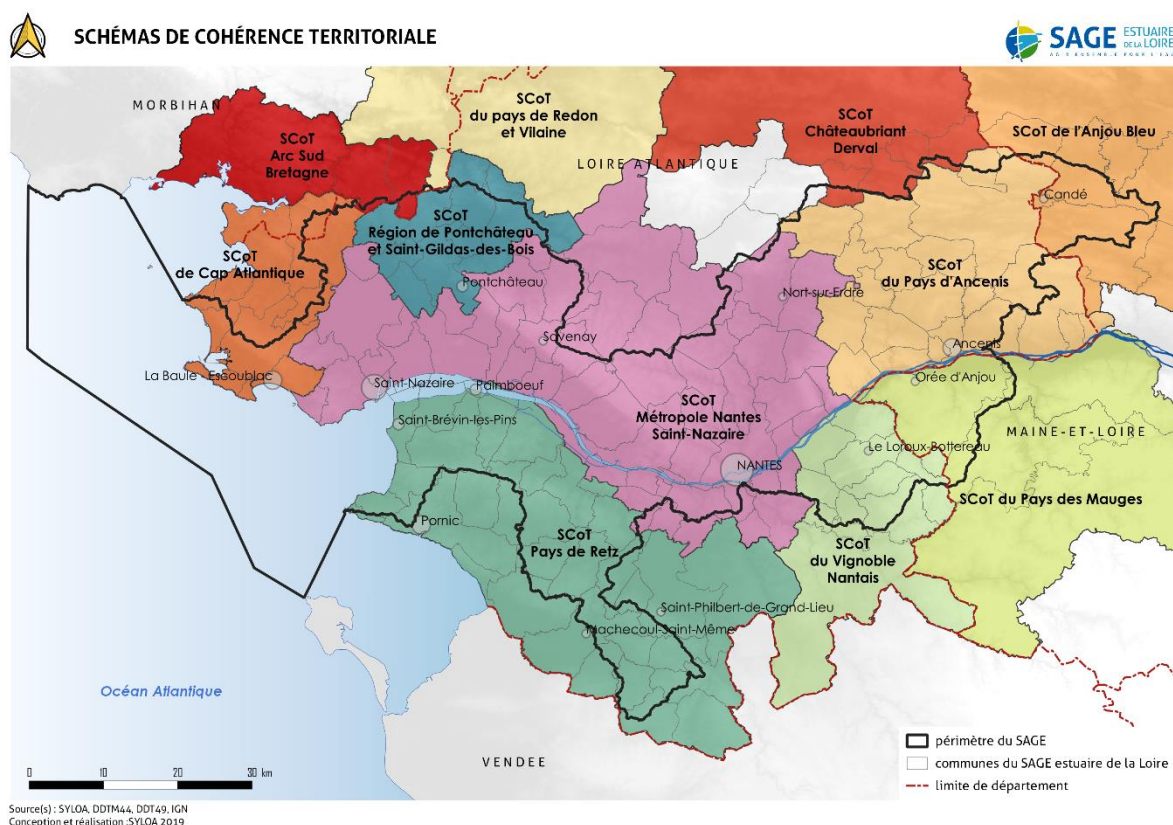 SCHÉMAS DE COHÉRENCE TERRITORIALE
SAGE ESTUAIRE
DE LA LOIRE
MORBIHAN
SCoT
du pays de Redon
et Vilaine
SCoT
Châteaubriant
Derval
SCoT de l'Anjou Bleu
SCoT
Arc Sud
Bretagne
LOIRE ATLANTIQUE
Candé
SCoT
Région de Pontchâteau
et Saint-Gildas-des-Bois
SCoT
de Cap Atlantique
SCoT
du Pays d'Ancenis
Pontchâteau
Nort-sur-Erdre
Savenay
Ancenis
La Baule - Escoublac
Saint-Nazaire
Paimboeuf
Orée d'Anjou
SCoT
Métropole Nantes
Saint-Nazaire
Saint-Brévin-les-Pins
MAINE-ET-LOIRE
Le Loroux-Bottereau
NANTES
SCoT du Pays des Mauges
Pornic
SCoT
Pays de Retz
SCoT
du Vignoble
Nantais
Saint-Philbert-de-Grand-Lieu
Machecoul-Saint-Même
Océan Atlantique
VENDEE
périmètre du SAGE
communes du SAGE estuaire de la Loire
limite de département
0 10 20 30 km
Source(s) : SYLOA, DDTM44, DDT49, IGN
Conception et réalisation :SYLOA 2019